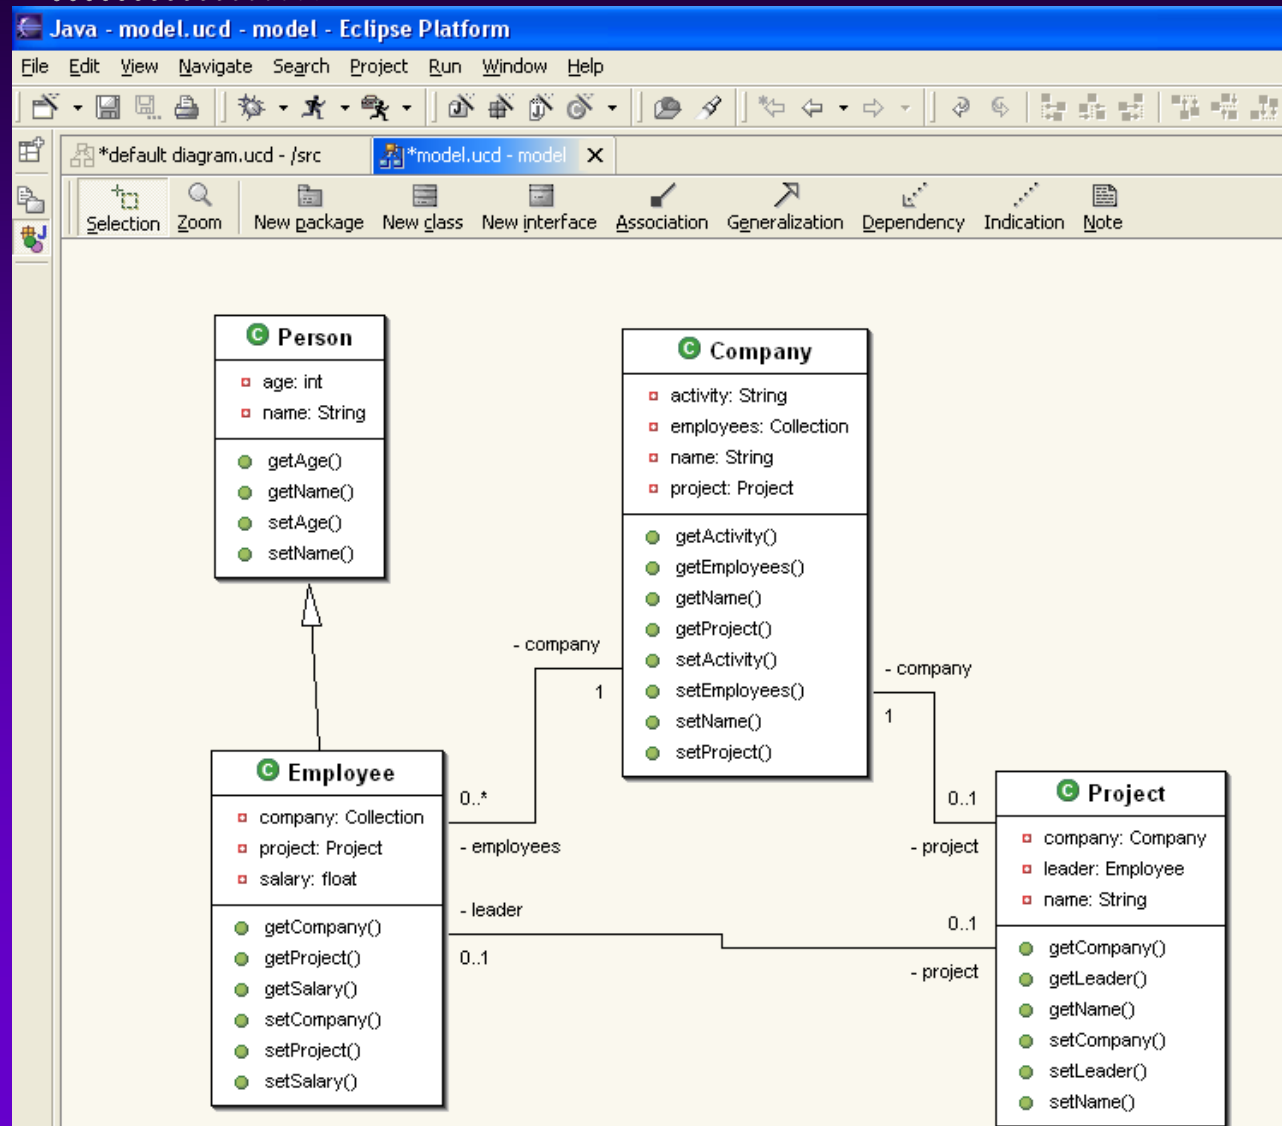 Java - model.ucd - model - Eclipse Platform
File Edit View Navigate Search Project Run Window Help
*default diagram.ucd - /src
*model.ucd - model
Selection Zoom New package New class New interface Association Generalization Dependency Indication Note
Person
age: int
name: String
getAge()
getName()
setAge()
setName()
Company
activity: String
employees: Collection
name: String
project: Project
getActivity()
getEmployees()
getName()
getProject()
setActivity()
setEmployees()
setName()
setProject()
- company
1
- company
1
Employee
company: Collection
project: Project
salary: float
getCompany()
getProject()
getSalary()
setCompany()
setProject()
setSalary()
0..*
- employees
- leader
0..1
0..1
- project
0..1
- project
Project
company: Company
leader: Employee
name: String
getCompany()
getLeader()
getName()
setCompany()
setLeader()
setName()